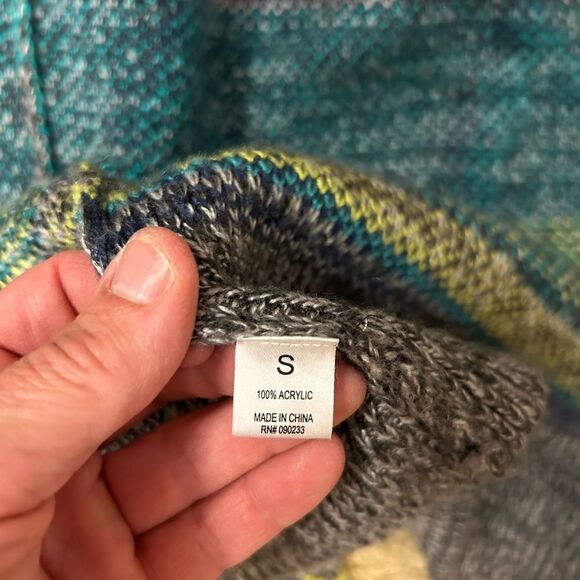 S
100% ACRYLIC
MADE IN CHINA
RN# 090233